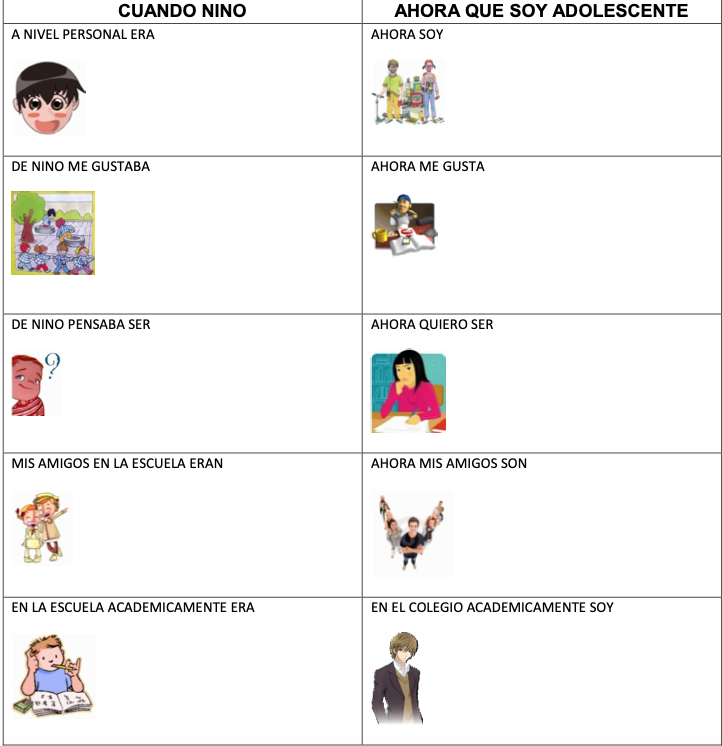 CUANDO NINO
AHORA QUE SOY ADOLESCENTE
A NIVEL PERSONAL ERA
AHORA SOY
DE NINO ME GUSTABA
AHORA ME GUSTA
DE NINO PENSABA SER
AHORA QUIERO SER
MIS AMIGOS EN LA ESCUELA ERAN
AHORA MIS AMIGOS SON
EN LA ESCUELA ACADEMICAMENTE ERA
EN EL COLEGIO ACADEMICAMENTE SOY